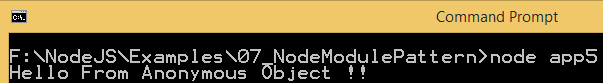 Command Prompt
F:\NodeJS\Examples\07_NodeModulePattern>node app5
Hello From Anonymous Object !!